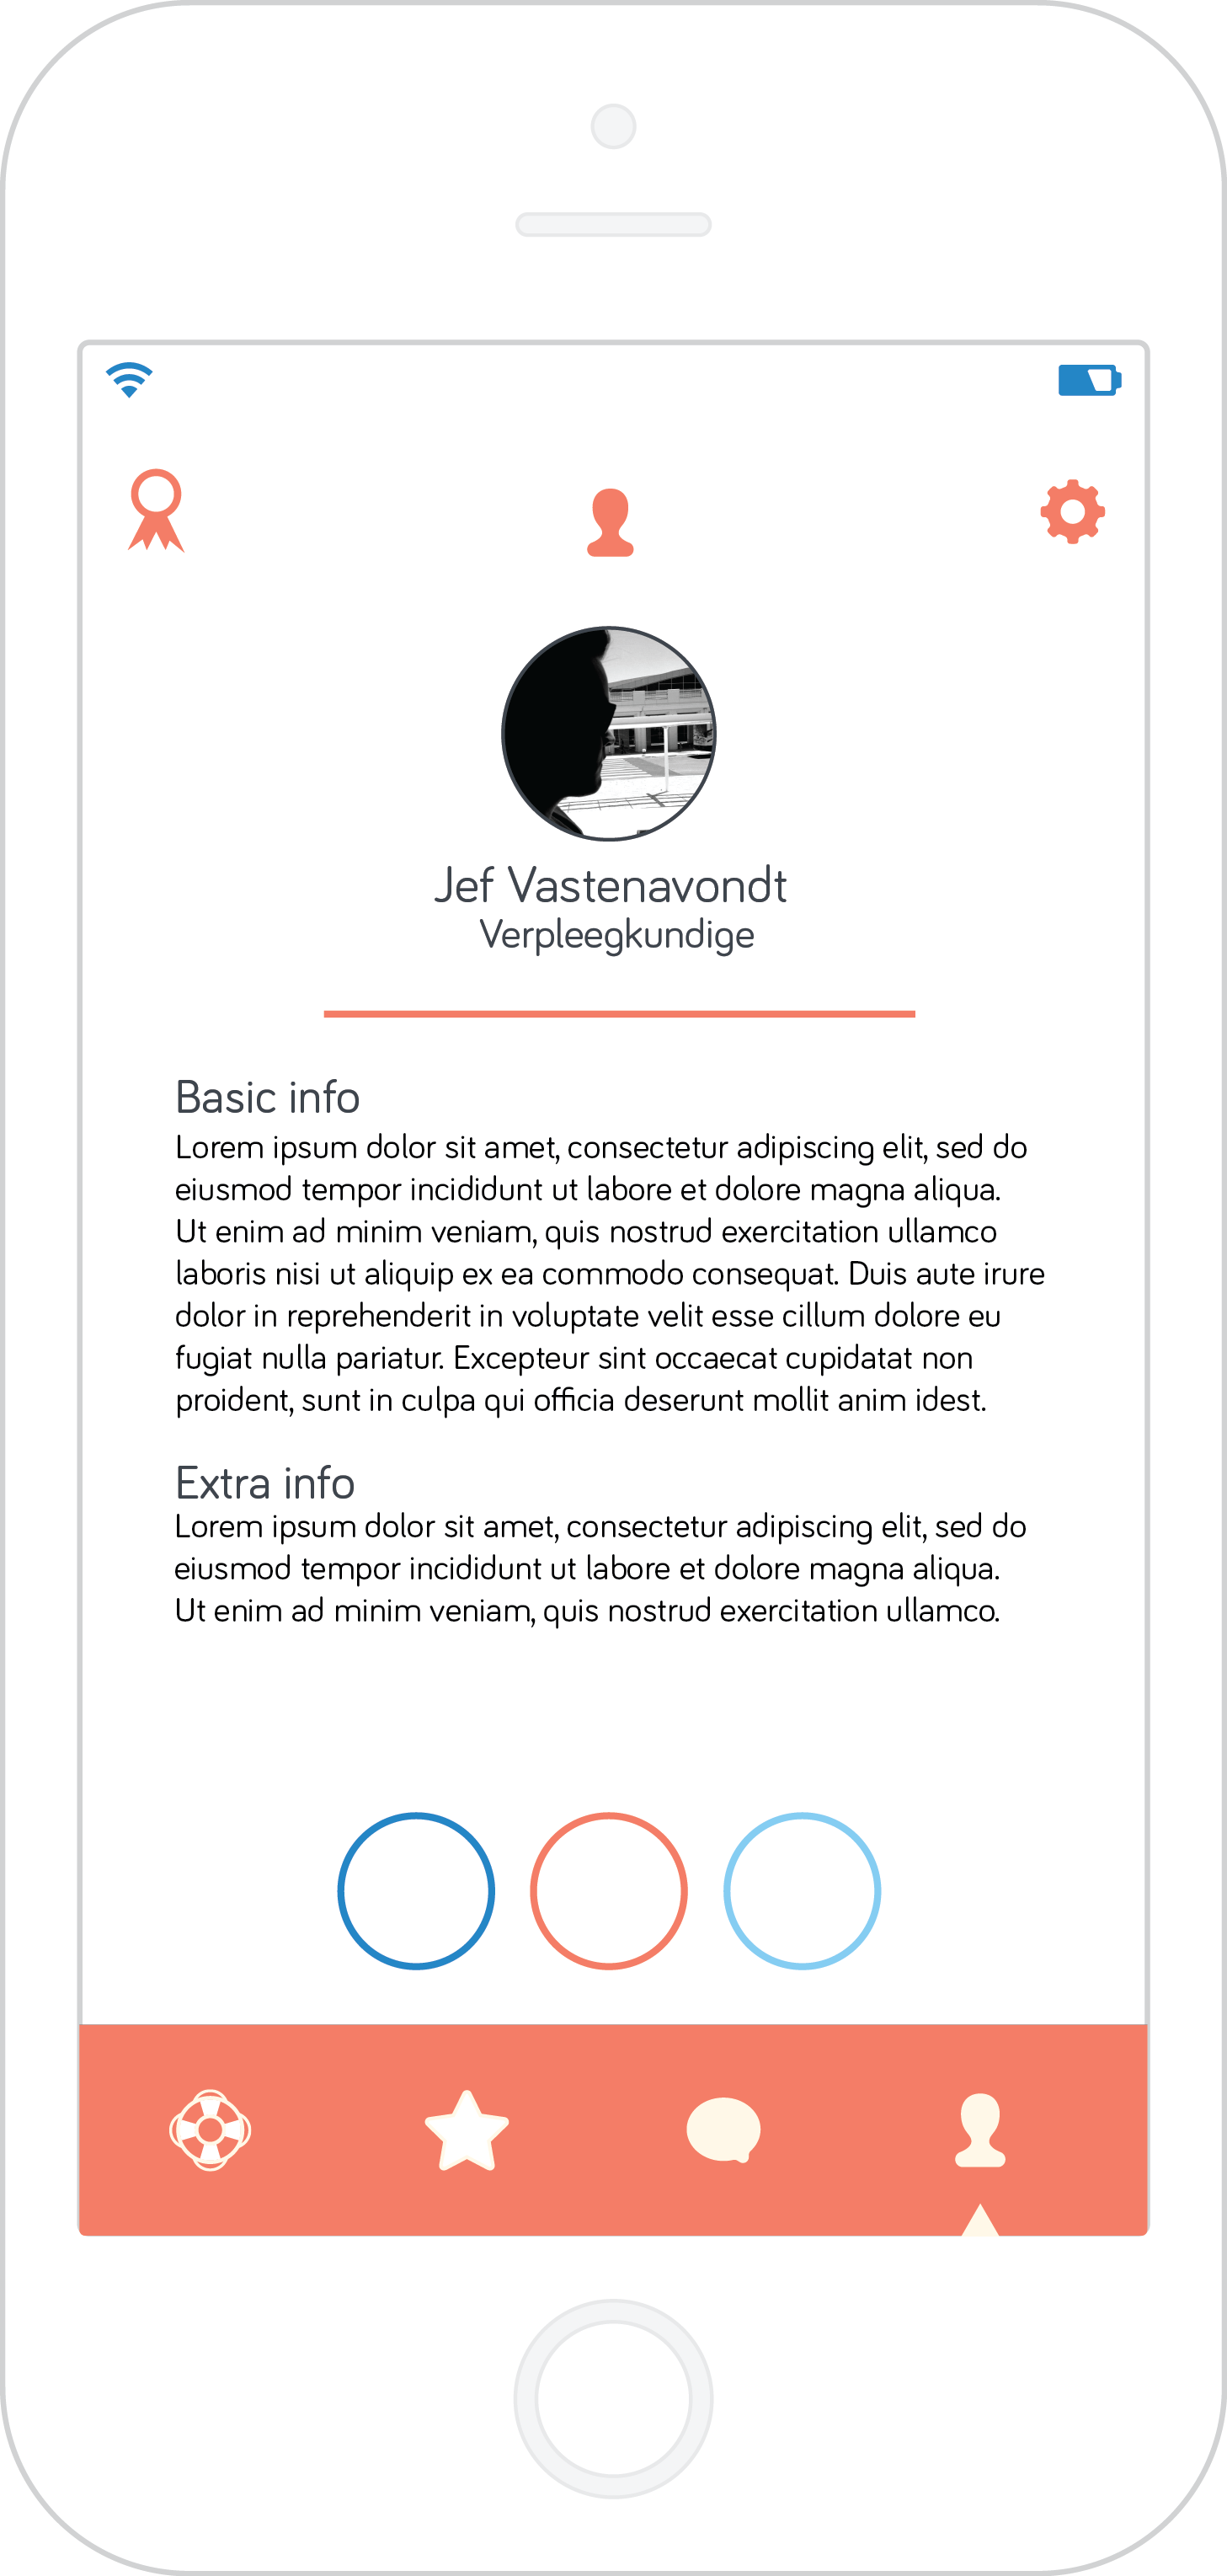 Jef Vastenavondt
Verpleegkundige
Basic info
Lorem ipsum dolor sit amet, consectetur adipiscing elit, sed do
eiusmod tempor incididunt ut labore et dolore magna aliqua.
Ut enim ad minim veniam, quis nostrud exercitation ullamco
laboris nisi ut aliquip ex ea commodo consequat. Duis aute irure
dolor in reprehenderit in voluptate velit esse cillum dolore eu
fugiat nulla pariatur. Excepteur sint occaecat cupidatat non
proident, sunt in culpa qui officia deserunt mollit anim idest.
Extra info
Lorem ipsum dolor sit amet, consectetur adipiscing elit, sed do
eiusmod tempor incididunt ut labore et dolore magna aliqua.
Ut enim ad minim veniam, quis nostrud exercitation ullamco.